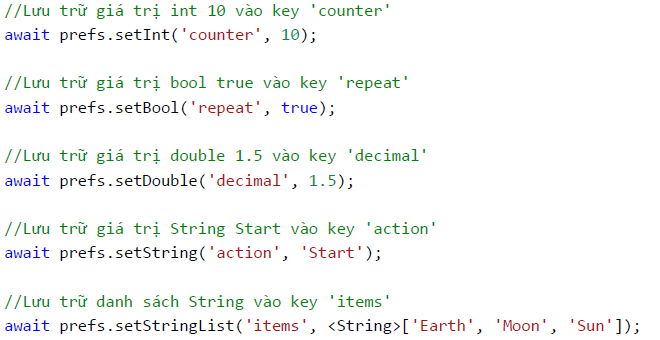 //Lưu trữ giá trị int 10 vào key 'counter'
await prefs.setInt('counter', 10);
//Lưu trữ giá trị bool true vào key 'repeat'
await prefs.setBool('repeat', true);
//Lưu trữ giá trị double 1.5 vào key 'decimal'
await prefs.setDouble('decimal', 1.5);
//Lưu trữ giá trị String Start vào key 'action'
await prefs.setString('action', 'Start');
//Lưu trữ danh sách String vào key 'items'
await prefs.setStringList('items', <String>['Earth', 'Moon', 'Sun']);